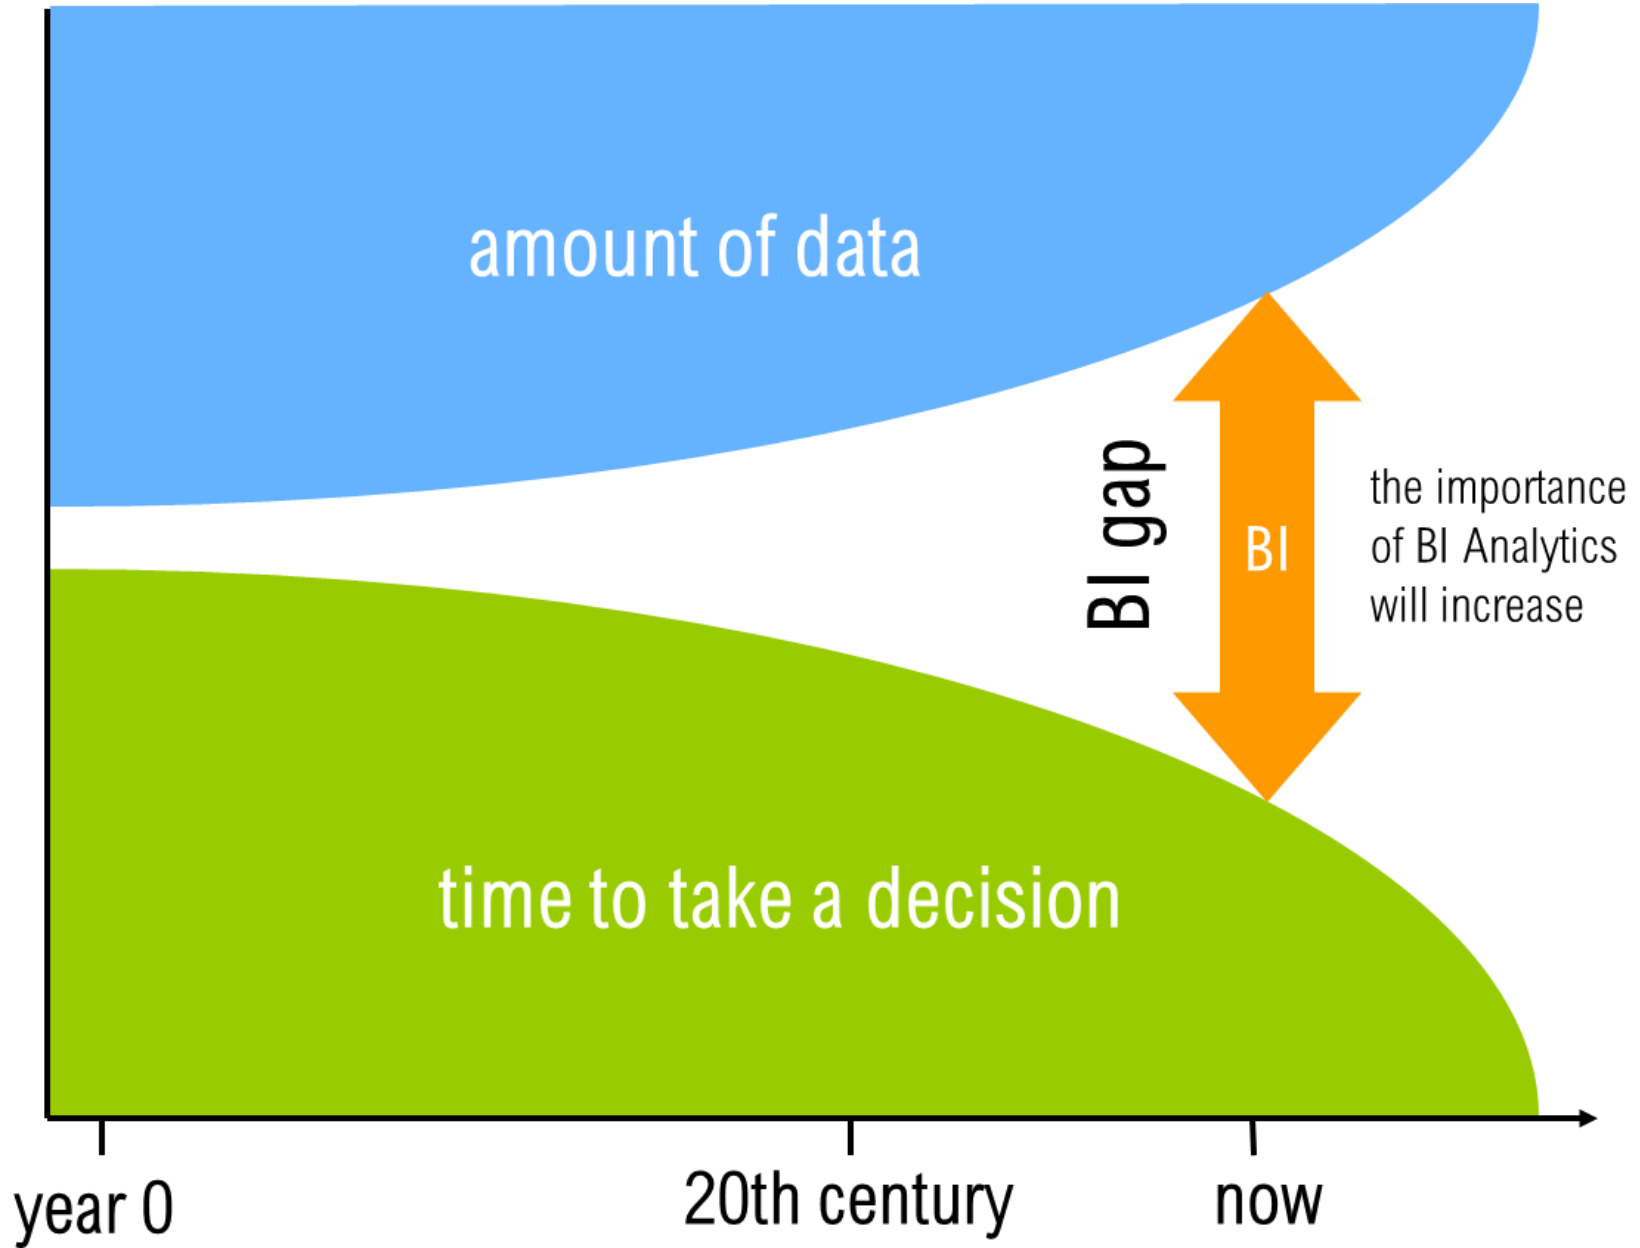 amount of data
BI gap
BI
the importance
of BI Analytics
will increase
time to take a decision
year 0
20th century
now